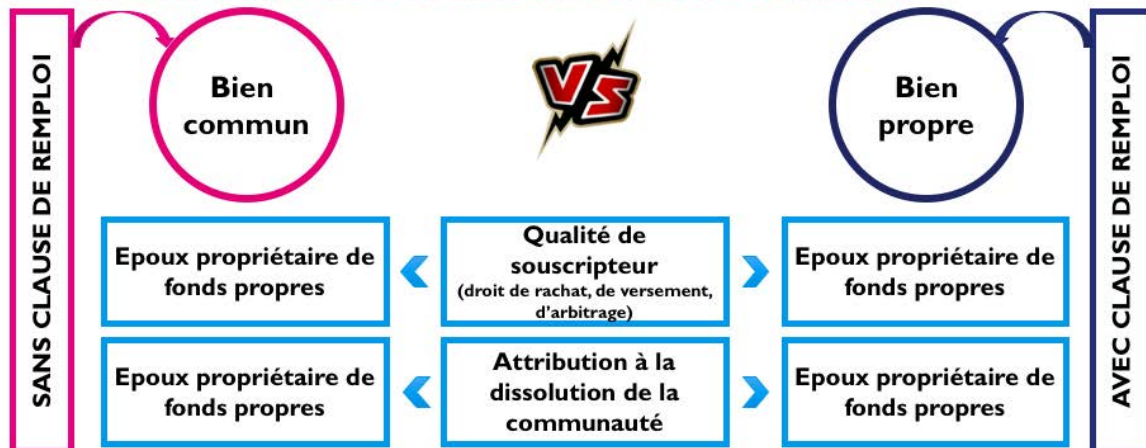 SANS CLAUSE DE REMPLOI
Bien
commun
VS
Bien
propre
AVEC CLAUSE DE REMPLOI
Epoux propriétaire de
fonds propres
Qualité de
souscripteur
(droit de rachat, de versement,
d'arbitrage)
Epoux propriétaire de
fonds propres
Epoux propriétaire de
fonds propres
Attribution à la
dissolution de la
communauté
Epoux propriétaire de
fonds propres